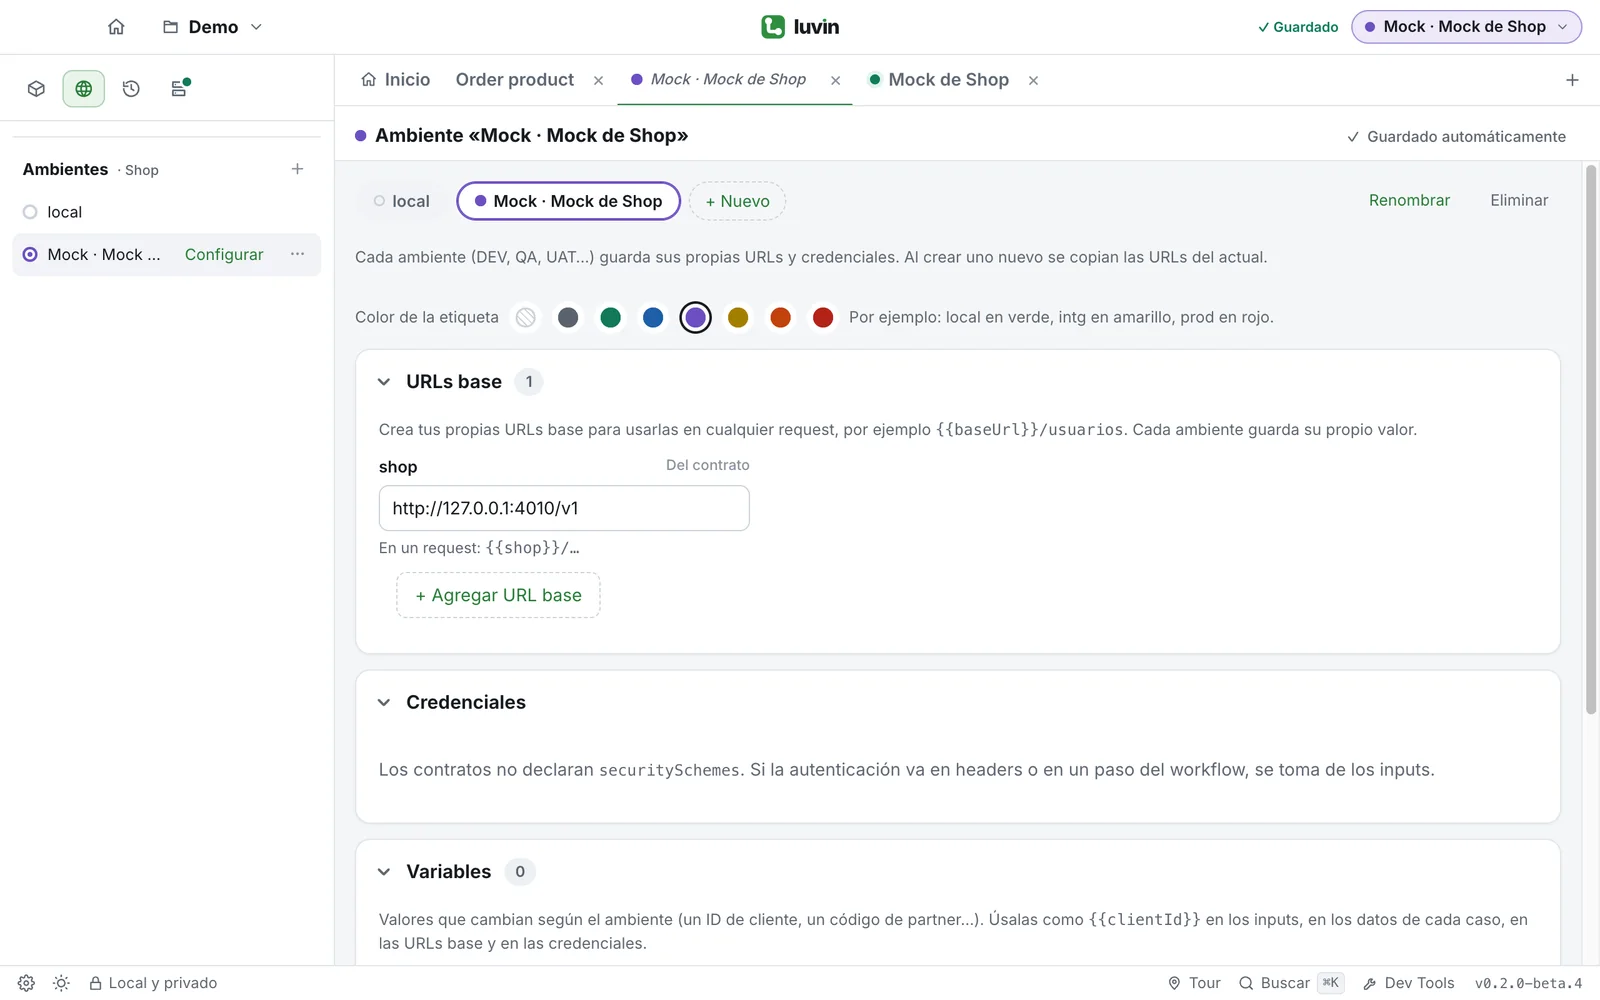 Demo
luvin
Guardado
Mock · Mock de Shop
Inicio
Order product
Mock · Mock de Shop
Mock de Shop
Ambientes · Shop
local
Mock · Mock ... Configurar
Ambiente «Mock · Mock de Shop»
Guardado automáticamente
local
Mock · Mock de Shop
+ Nuevo
Renombrar
Eliminar
Cada ambiente (DEV, QA, UAT…) guarda sus propias URLs y credenciales. Al crear uno nuevo se copian las URLs del actual.
Color de la etiqueta
Por ejemplo: local en verde, intg en amarillo, prod en rojo.
URLs base 1
Crea tus propias URLs base para usarlas en cualquier request, por ejemplo {{baseUrl}}/usuarios. Cada ambiente guarda su propio valor.
shop
Del contrato
http://127.0.0.1:4010/v1
En un request: {{shop}}/…
+ Agregar URL base
Credenciales
Los contratos no declaran securitySchemes. Si la autenticación va en headers o en un paso del workflow, se toma de los inputs.
Variables 0
Valores que cambian según el ambiente (un ID de cliente, un código de partner…). Úsalas como {{clientId}} en los inputs, en los datos de cada caso, en
las URLs base y en las credenciales.
Local y privado
Tour
Buscar ⌘K
Dev Tools
v0.2.0-beta.4